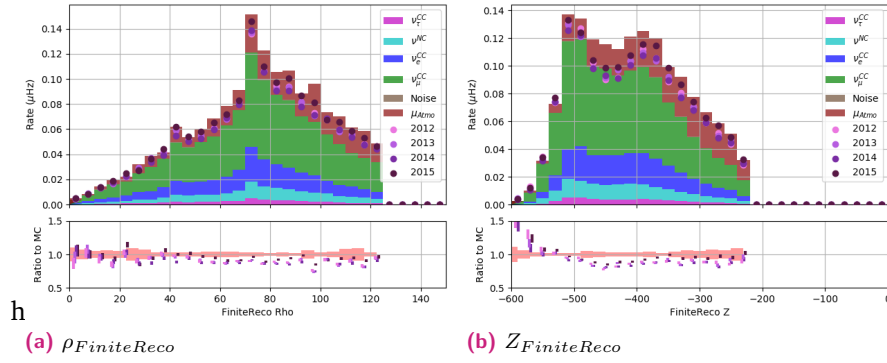 0.14
0.12
0.10
0.08
0.06
0.04
0.02
0.00
Rate (μHz)
ν_τ^CC
ν^NC
ν_e^CC
ν_μ^CC
Noise
μ_Atmo
2012
2013
2014
2015
1.5
1.0
0.5
Ratio to MC
0 20 40 60 80 100 120 140
FiniteReco Rho
0.14
0.12
0.10
0.08
0.06
0.04
0.02
0.00
Rate (μHz)
ν_τ^CC
ν^NC
ν_e^CC
ν_μ^CC
Noise
μ_Atmo
2012
2013
2014
2015
1.5
1.0
0.5
Ratio to MC
−600 −500 −400 −300 −200 −100 0
FiniteReco Z
h
(a) ρ_FiniteReco
(b) Z_FiniteReco